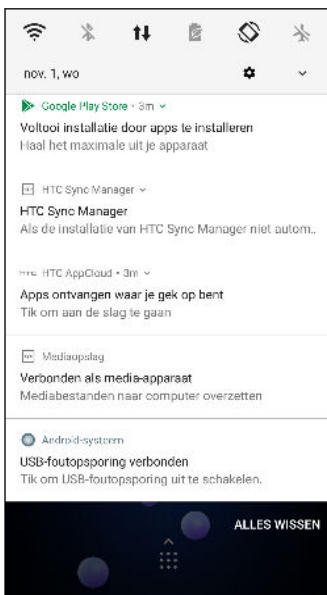 nov. 1, wo
Google Play Store • 3m
Voltooi installatie door apps te installeren
Haal het maximale uit je apparaat
HTC Sync Manager
HTC Sync Manager
Als de installatie van HTC Sync Manager niet autom..
HTC HTC AppCloud • 3m
Apps ontvangen waar je gek op bent
Tik om aan de slag te gaan
Mediaopslag
Verbonden als media-apparaat
Mediabestanden naar computer overzetten
Android-systeem
USB-foutopsporing verbonden
Tik om USB-foutopsporing uit te schakelen.
ALLES WISSEN